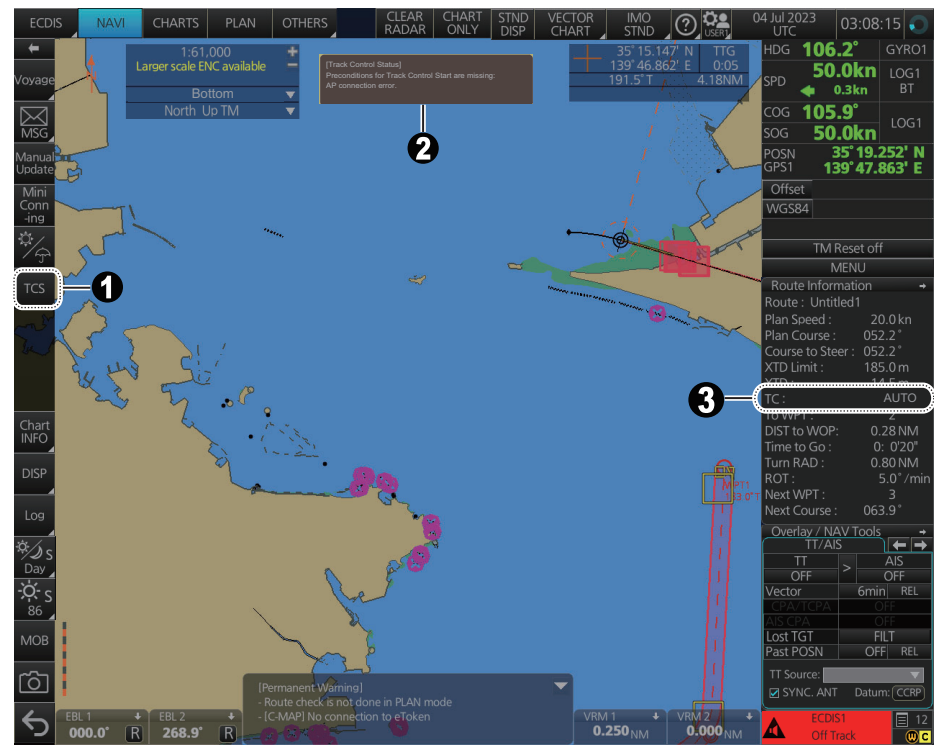 ECDIS NAVI CHARTS PLAN OTHERS CLEAR RADAR CHART ONLY STND DISP VECTOR CHART IMO STND ? USER1 04 Jul 2023 UTC 03:08:15
Voyage
MSG
Manual
Update
Mini
Conn
-ing
TCS
Chart
INFO
DISP
Log
S
Day
S
86
MOB
1:61,000
Larger scale ENC available
Bottom
North Up TM
[Track Control Status]
Preconditions for Track Control Start are missing:
AP connection error.
35°15.147' N TTG
139°46.862' E 0:05
191.5°T 4.18NM
1
2
3
[Permanent Warning]
- Route check is not done in PLAN mode
- [C-MAP] No connection to eToken
EBL 1
000.0° R
EBL 2
268.9° R
VRM 1
0.250 NM
VRM 2
0.000 NM
HDG 106.2° GYRO1
SPD 50.0kn LOG1
0.3kn BT
COG 105.9°
LOG1
SOG 50.0kn
POSN 35°19.252' N
GPS1 139°47.863' E
Offset
WGS84
TM Reset off
MENU
Route Information
Route : Untitled1
Plan Speed : 20.0 kn
Plan Course : 052.2°
Course to Steer : 052.2°
XTD Limit : 185.0 m
XTD : 14.5 m
TC : AUTO
To WPT : 2
DIST to WOP: 0.28 NM
Time to Go : 0: 0'20"
Turn RAD : 0.80 NM
ROT : 5.0°/min
Next WPT : 3
Next Course : 063.9°
Overlay / NAV Tools
TT/AIS
TT > AIS
OFF OFF
Vector 6min REL
CPA/TCPA OFF
AIS CPA OFF
Lost TGT FILT
Past POSN OFF REL
TT Source:
SYNC. ANT Datum: CCRP
ECDIS1
Off Track
12
W C